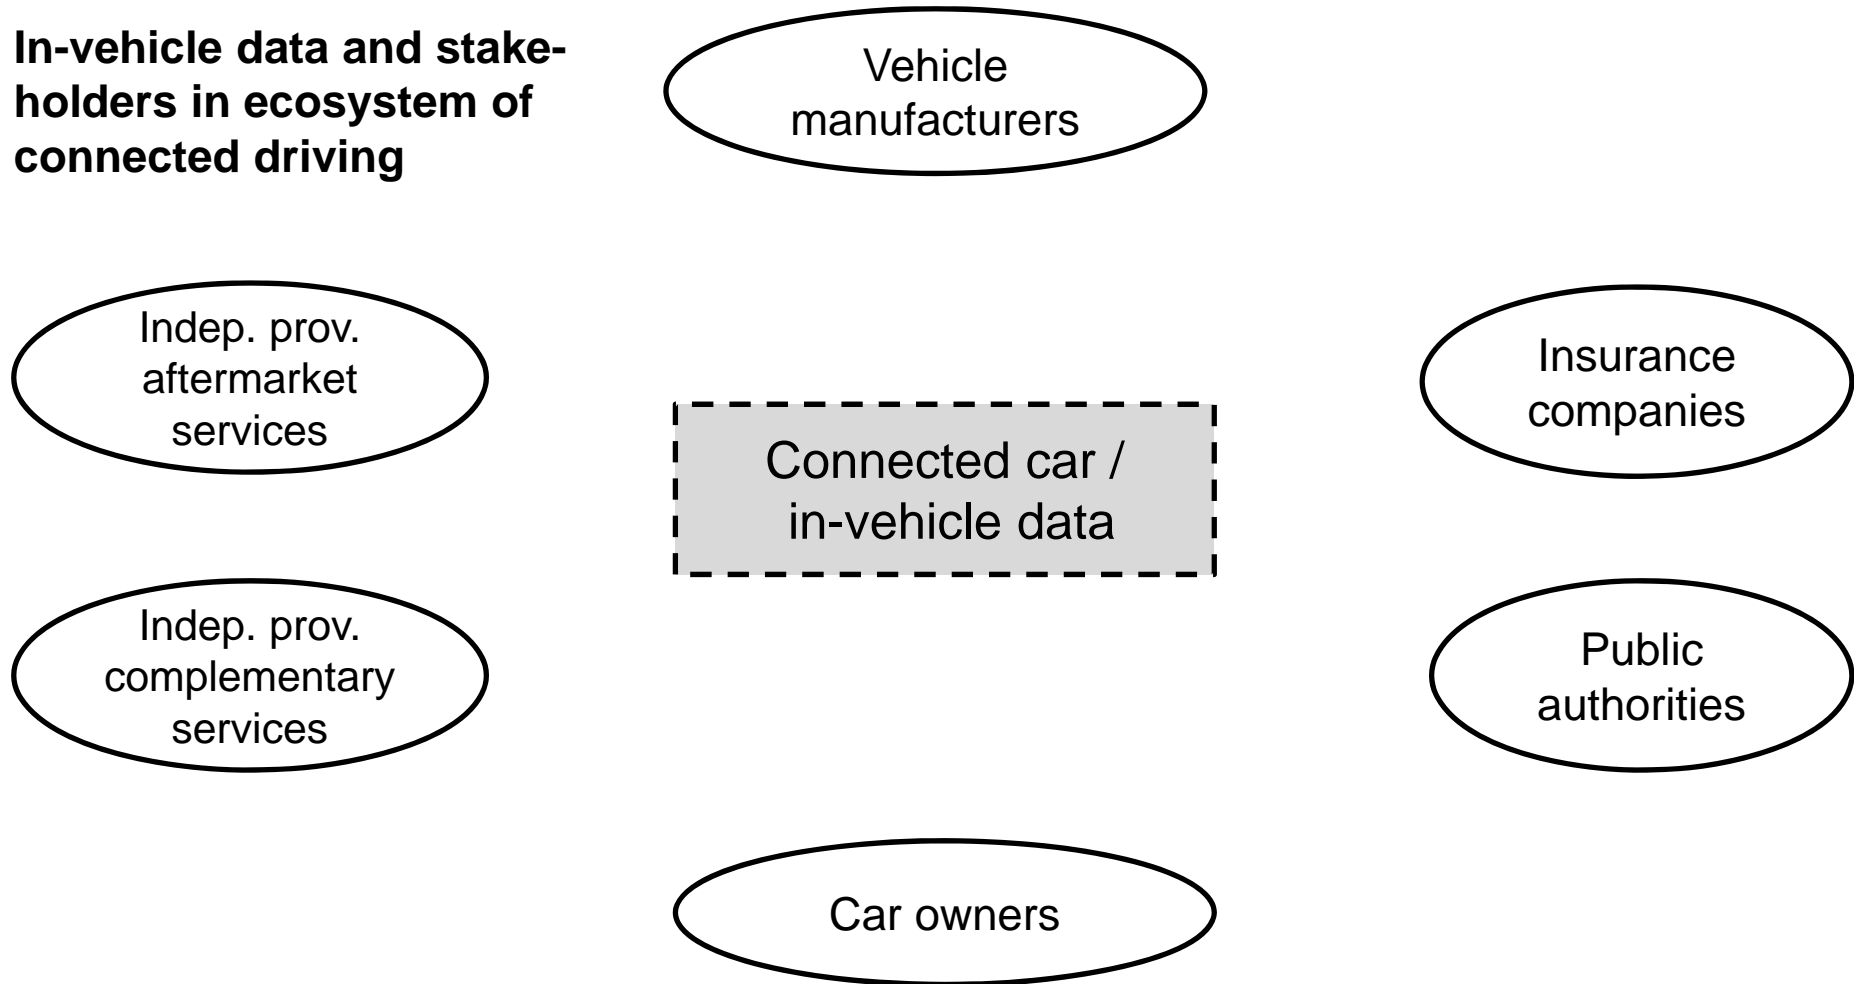 In-vehicle data and stake-
holders in ecosystem of
connected driving
Vehicle
manufacturers
Indep. prov.
aftermarket
services
Insurance
companies
Connected car /
in-vehicle data
Indep. prov.
complementary
services
Public
authorities
Car owners